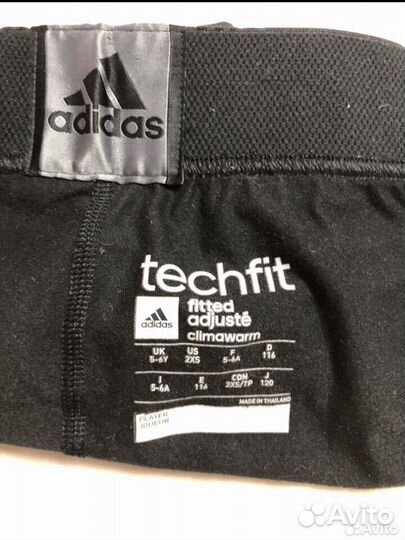 adidas
techfit
adidas
fitted
adjusté
climawarm
UK US F D
5-6Y 2XS 5-6A 116
I E CDN J
5-6A 116 2XS/TP 120
MADE IN THAILAND
PLAYER
JOUEUR
Avito
Avito